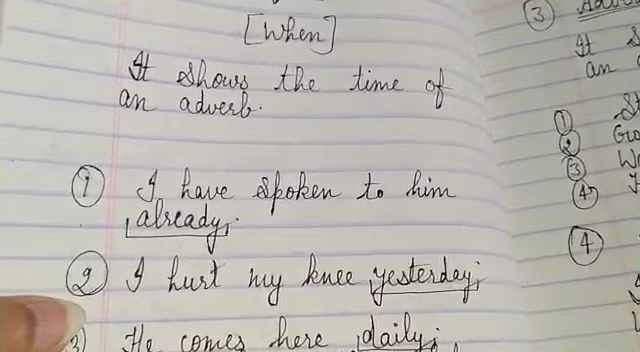 [When]
It shows the time of
an adverb.
① I have spoken to him
already.
② I hurt my knee yesterday.
3) He comes here daily.
③
It
an
①
②
③
④
④